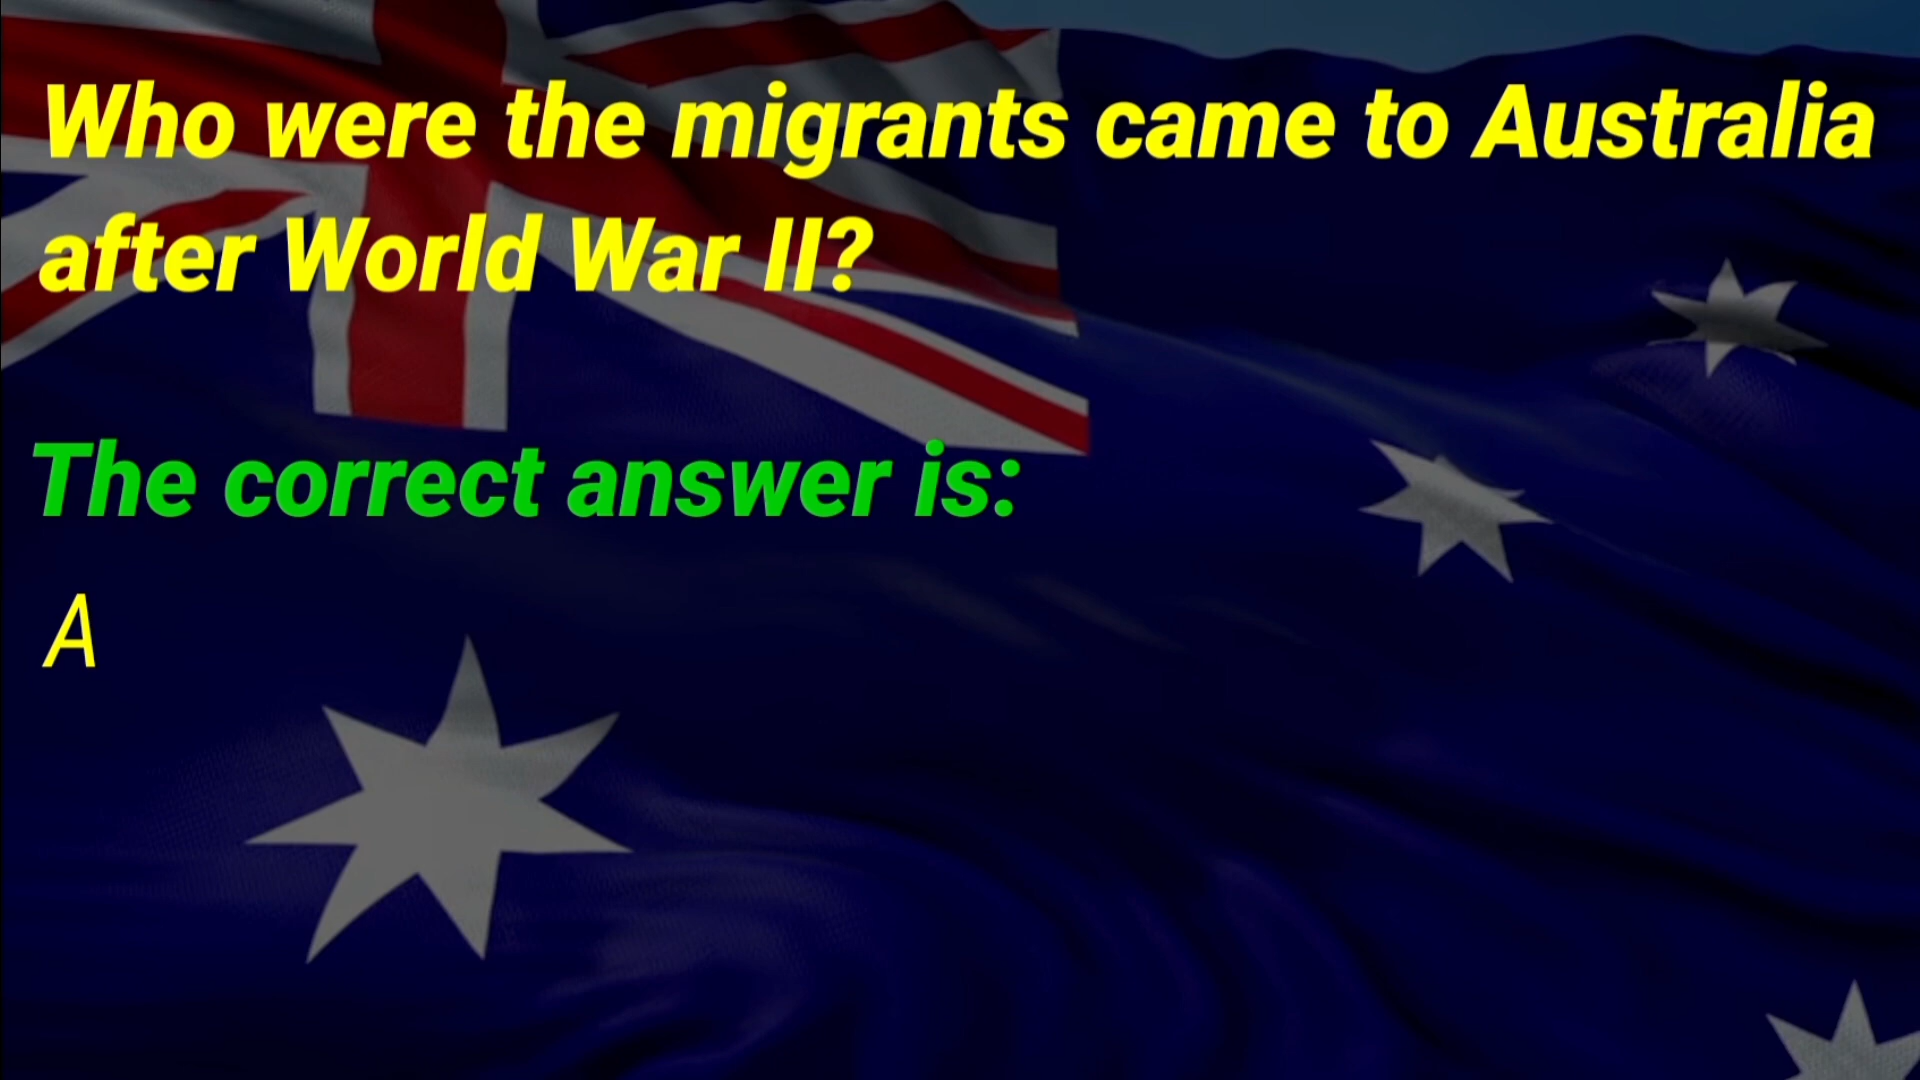 Who were the migrants came to Australia
after World War II?
The correct answer is:
A